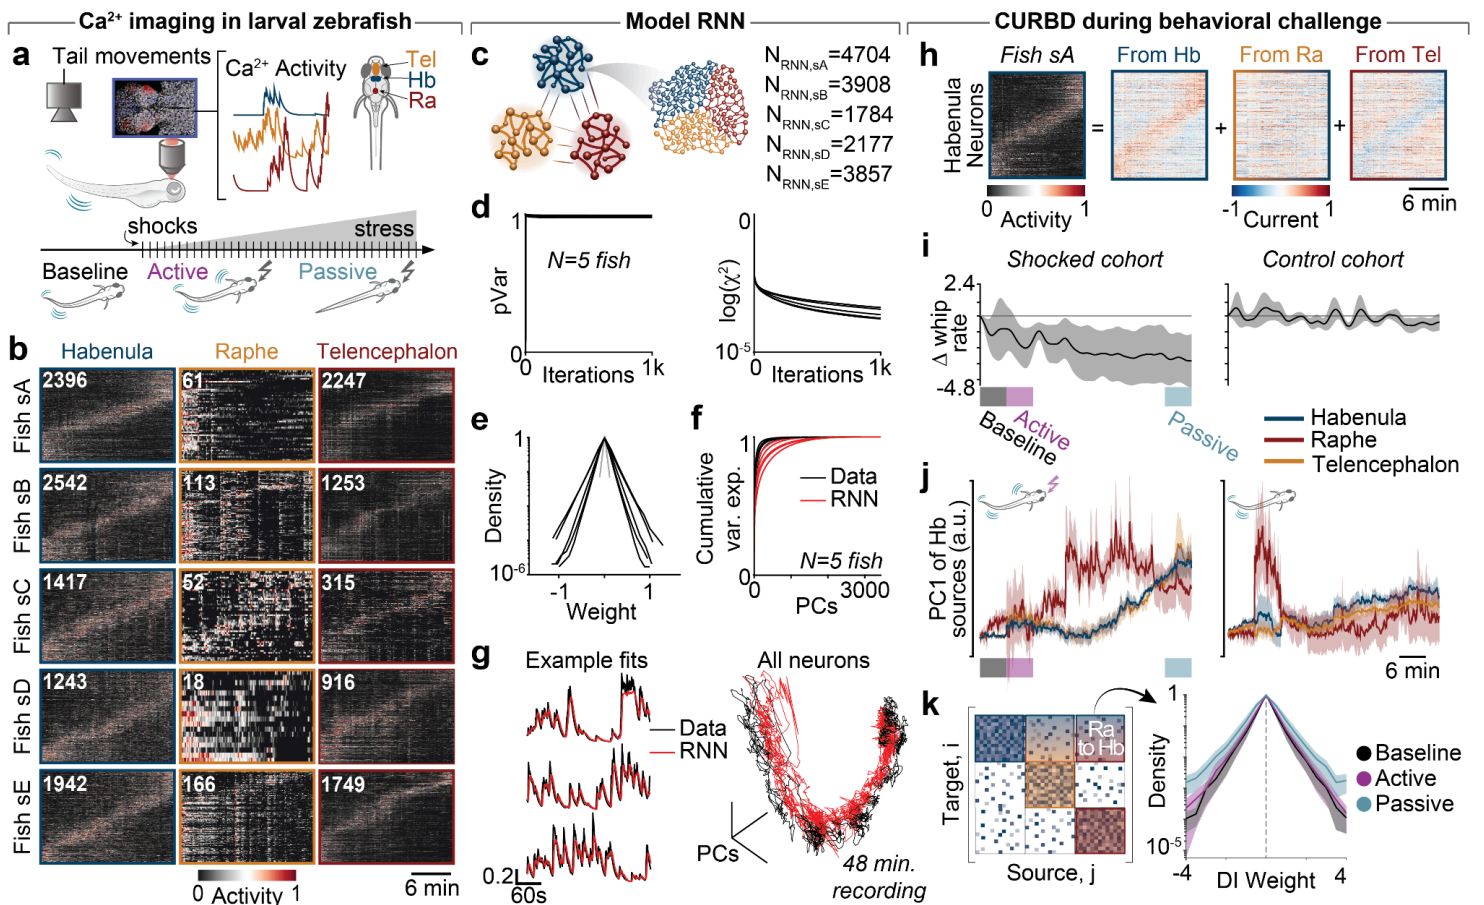 Ca²⁺ imaging in larval zebrafish
Model RNN
CURBD during behavioral challenge
a
Tail movements
Ca²⁺ Activity
Tel
Hb
Ra
shocks
stress
Baseline
Active
Passive
b
Habenula
Raphe
Telencephalon
Fish sA
2396
61
2247
Fish sB
2542
113
1253
Fish sC
1417
52
315
Fish sD
1243
18
916
Fish sE
1942
166
1749
0
1
Activity
6 min
c
N_RNN,sA=4704
N_RNN,sB=3908
N_RNN,sC=1784
N_RNN,sD=2177
N_RNN,sE=3857
d
1
pVar
0
N=5 fish
0
1k
Iterations
0
log(χ²)
10⁻⁵
0
1k
Iterations
e
1
Density
10⁻⁶
-1
1
Weight
f
1
Cumulative
var. exp.
0
Data
RNN
N=5 fish
0
3000
PCs
g
Example fits
All neurons
Data
RNN
0.2
60s
PCs
48 min.
recording
h
Fish sA
From Hb
From Ra
From Tel
Habenula
Neurons
=
+
+
0
1
Activity
-1
1
Current
6 min
i
Shocked cohort
Control cohort
2.4
Δ whip
rate
-4.8
Baseline
Active
Passive
Habenula
Raphe
Telencephalon
j
PC1 of Hb
sources (a.u.)
6 min
k
Target, i
Ra
to Hb
Source, j
1
Density
10⁻⁵
-4
4
DI Weight
Baseline
Active
Passive